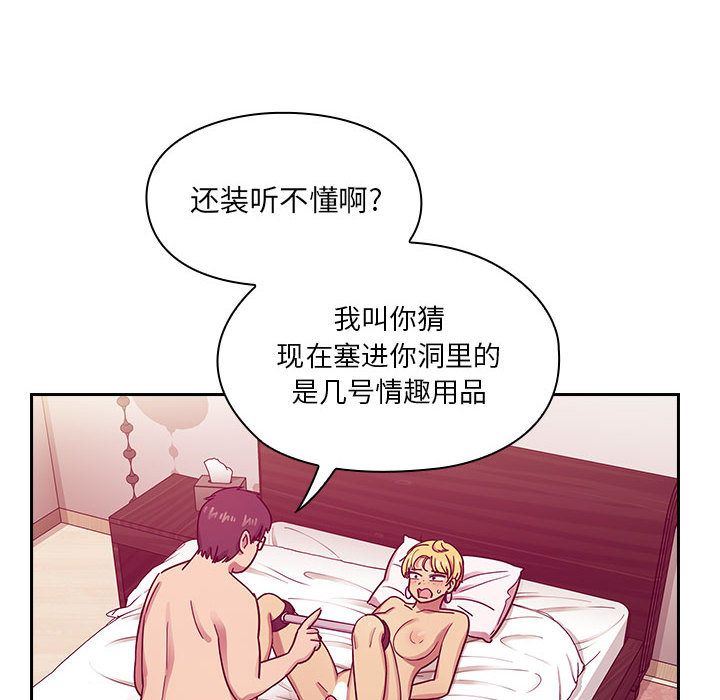 还装听不懂啊?
我叫你猜
现在塞进你洞里的
是几号情趣用品